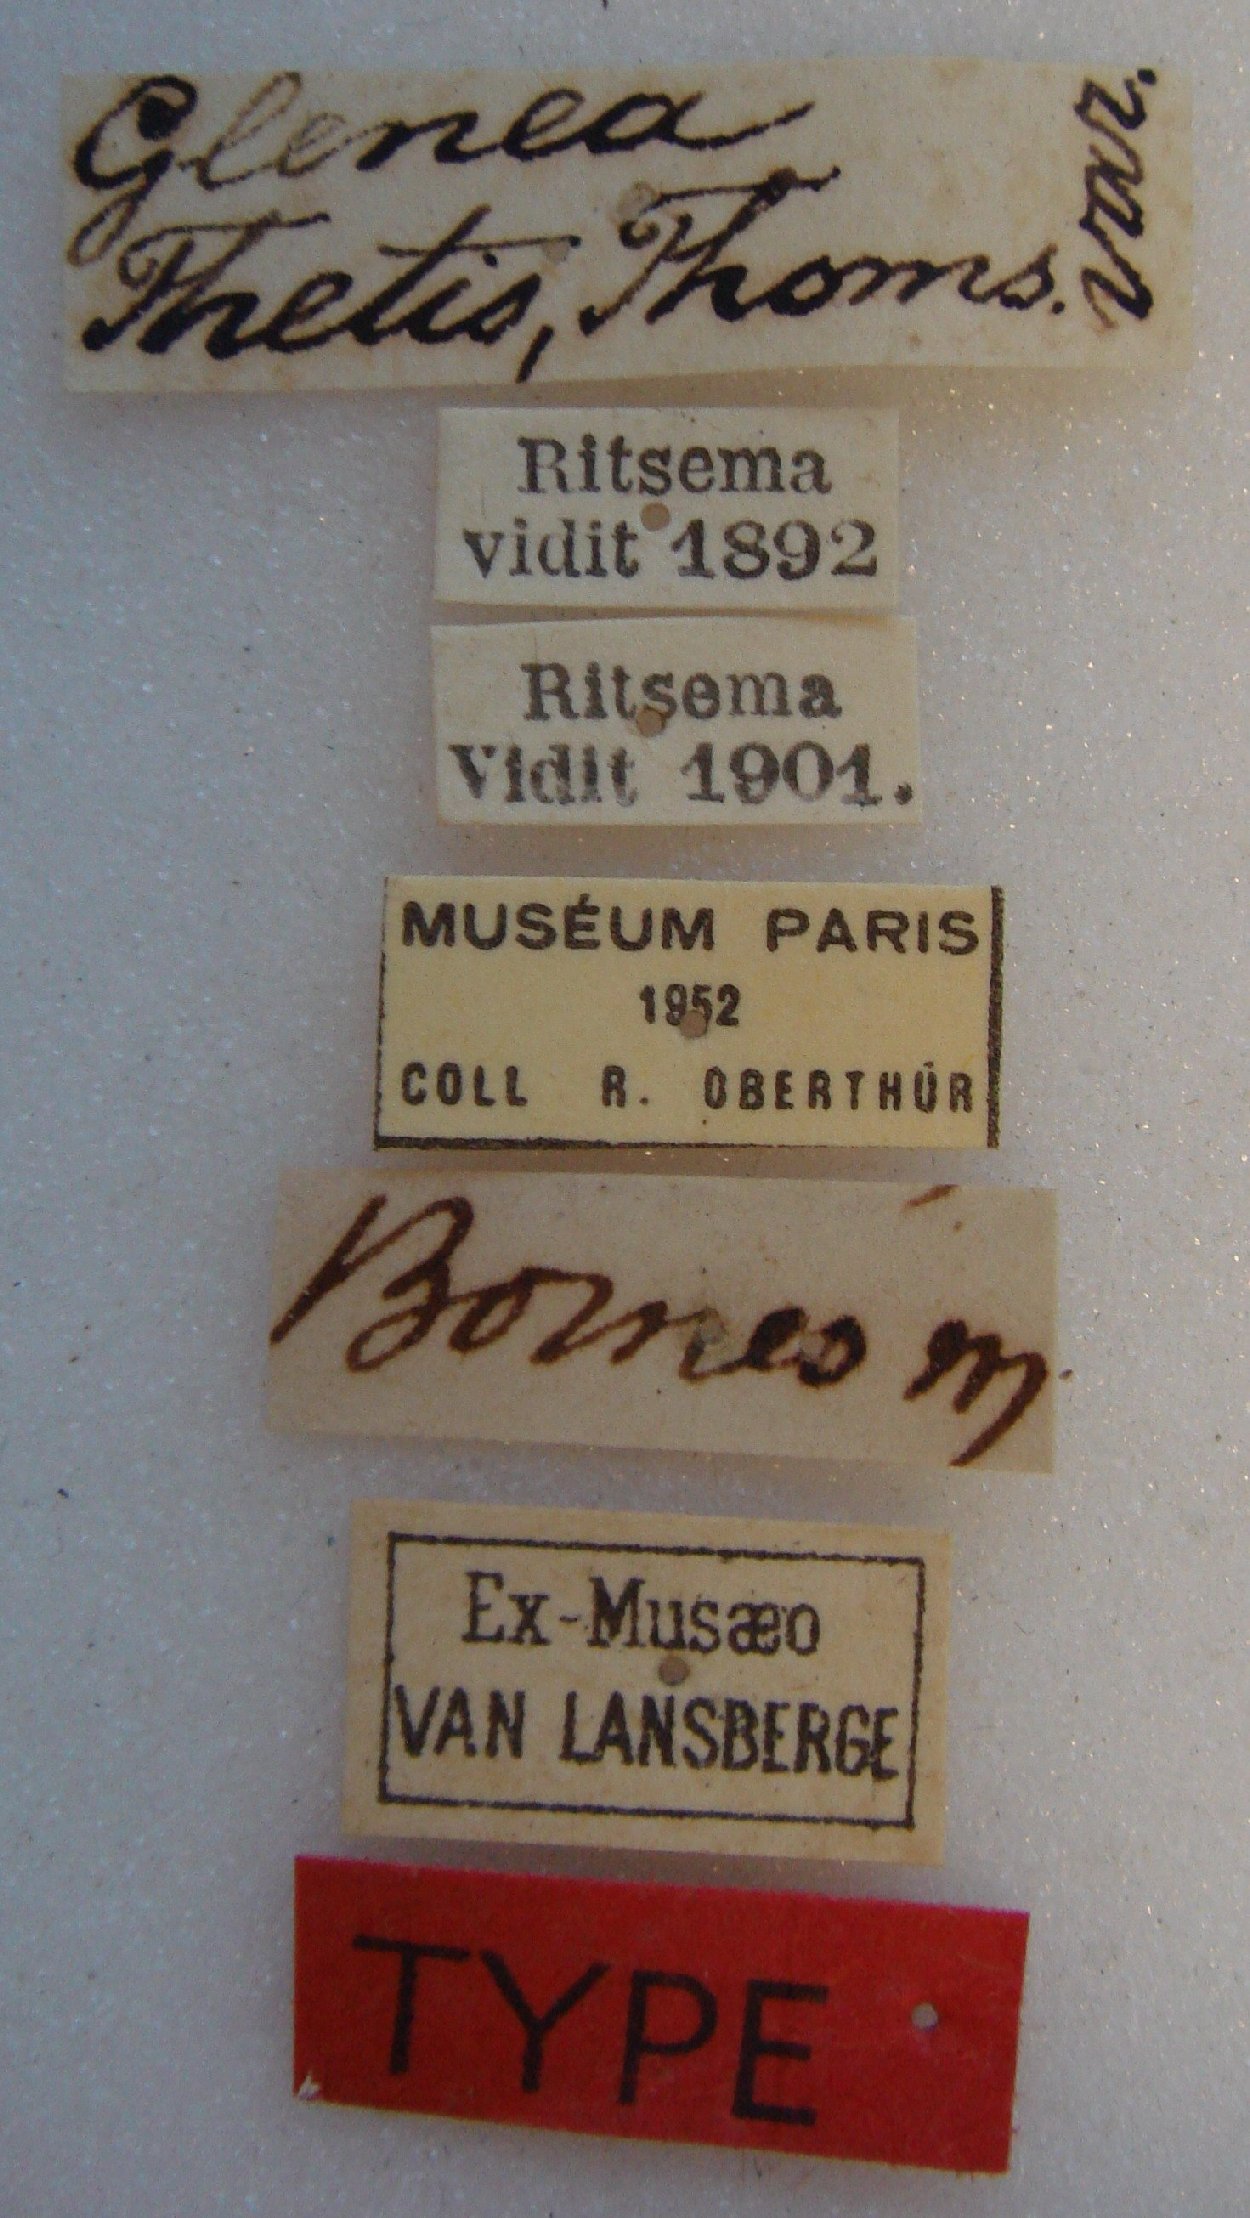 Glenea
Thetis, Thoms.
var.
Ritsema
vidit 1892
Ritsema
Vidit 1901.
MUSÉUM PARIS
1952
COLL R. OBERTHÜR
Borneo m.
Ex-Musæo
VAN LANSBERGE
TYPE